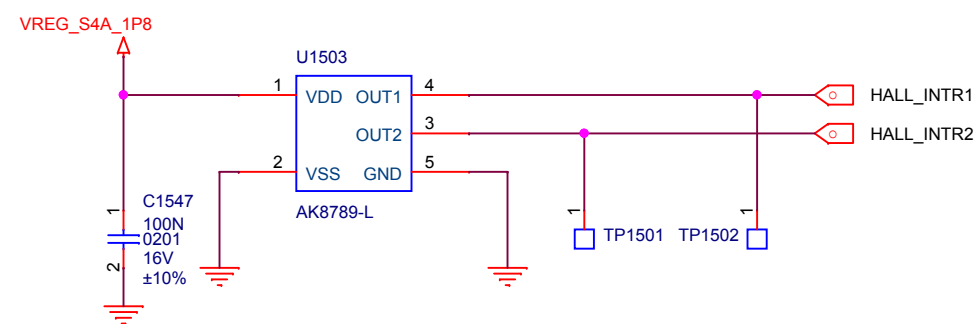 VREG_S4A_1P8
U1503
1 VDD OUT1 4
HALL_INTR1
OUT2 3
HALL_INTR2
2 VSS GND 5
AK8789-L
C1547
1
100N
0201
16V
±10%
2
1
TP1501
1
TP1502